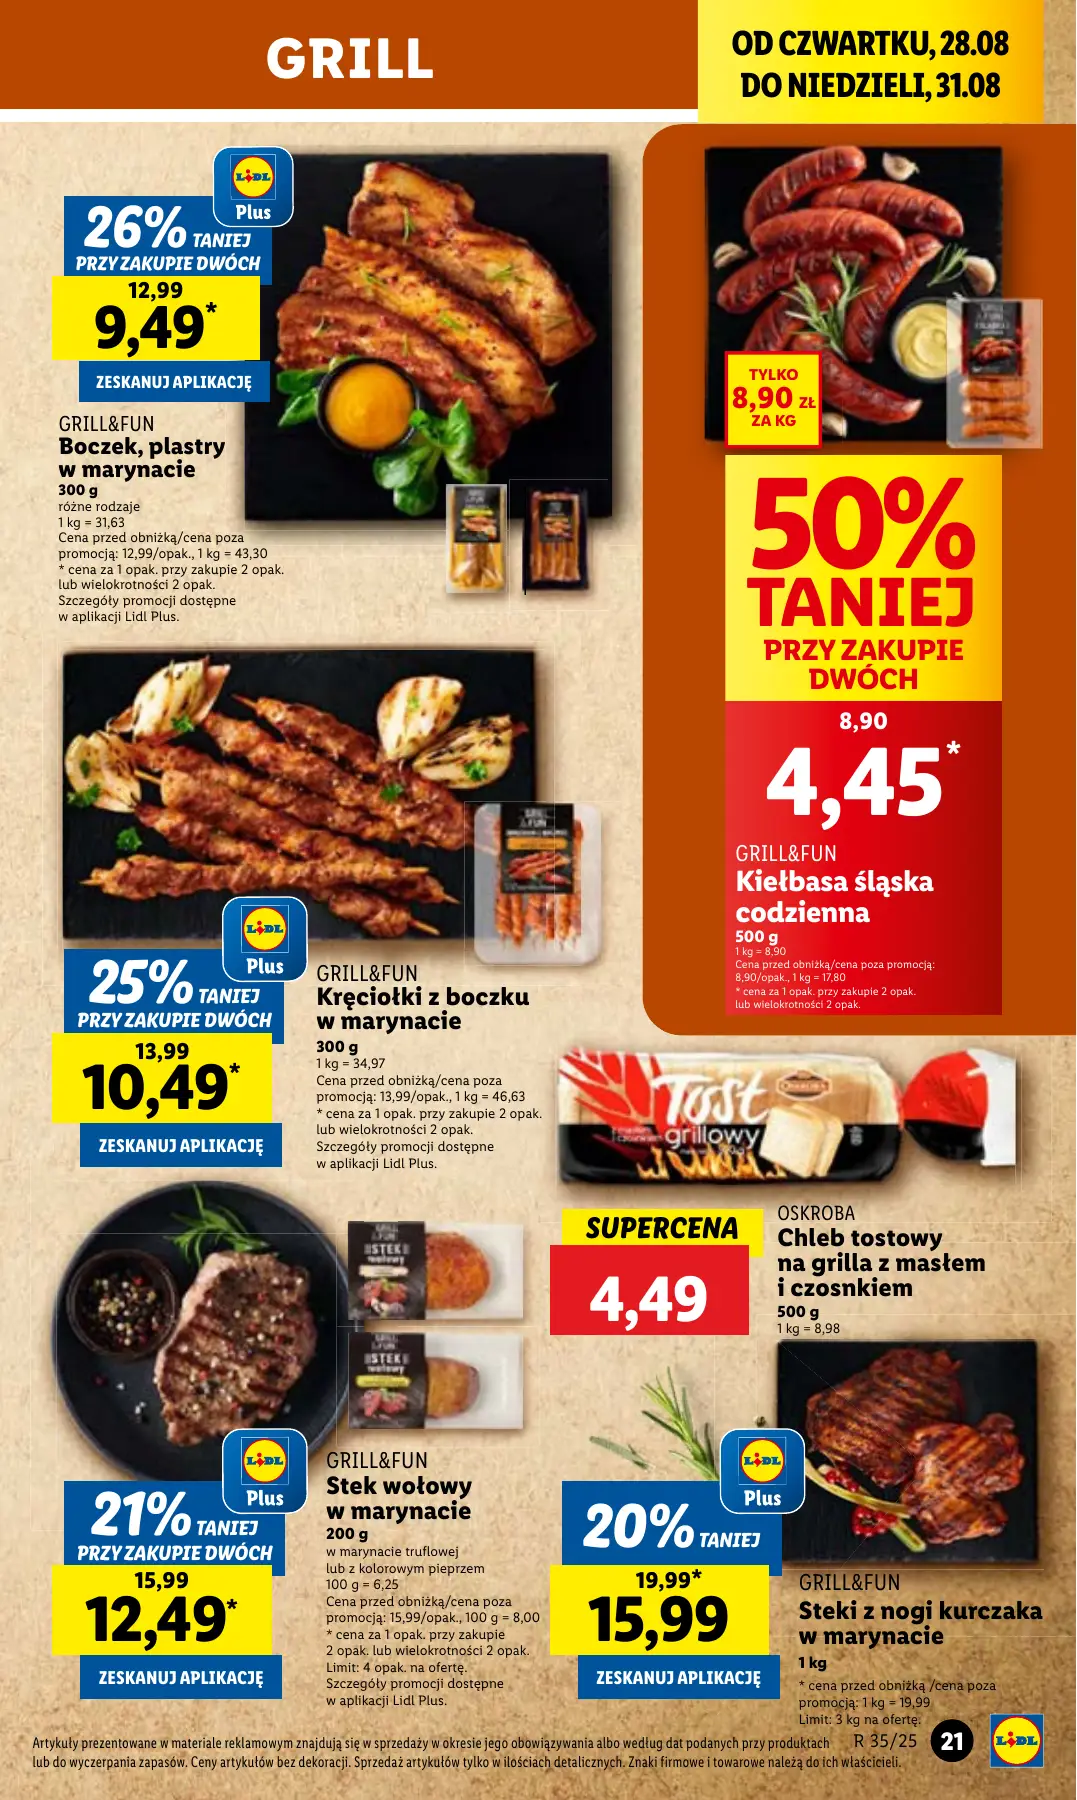 GRILL
OD CZWARTKU, 28.08
DO NIEDZIELI, 31.08
LIDL
Plus
26% TANIEJ
PRZY ZAKUPIE DWÓCH
12,99
9,49*
ZESKANUJ APLIKACJĘ
GRILL&FUN
Boczek, plastry
w marynacie
300 g
różne rodzaje
1 kg = 31,63
Cena przed obniżką/cena poza
promocją: 12,99/opak., 1 kg = 43,30
* cena za 1 opak. przy zakupie 2 opak.
lub wielokrotności 2 opak.
Szczegóły promocji dostępne
w aplikacji Lidl Plus.
TYLKO
8,90 ZŁ
ZA KG
50%
TANIEJ
PRZY ZAKUPIE
DWÓCH
8,90
4,45*
GRILL&FUN
Kiełbasa śląska
codzienna
500 g
1 kg = 8,90
Cena przed obniżką/cena poza promocją:
8,90/opak., 1 kg = 17,80
* cena za 1 opak. przy zakupie 2 opak.
lub wielokrotności 2 opak.
LIDL
Plus
25% TANIEJ
PRZY ZAKUPIE DWÓCH
13,99
10,49*
ZESKANUJ APLIKACJĘ
GRILL&FUN
Kręciołki z boczku
w marynacie
300 g
1 kg = 34,97
Cena przed obniżką/cena poza
promocją: 13,99/opak., 1 kg = 46,63
* cena za 1 opak. przy zakupie 2 opak.
lub wielokrotności 2 opak.
Szczegóły promocji dostępne
w aplikacji Lidl Plus.
Tost
z masłem
i czosnkiem
grillowy
SUPERCENA
4,49
OSKROBA
Chleb tostowy
na grilla z masłem
i czosnkiem
500 g
1 kg = 8,98
GRILL
&FUN
STEK
wołowy
GRILL
&FUN
STEK
wołowy
LIDL
Plus
21% TANIEJ
PRZY ZAKUPIE DWÓCH
15,99
12,49*
ZESKANUJ APLIKACJĘ
GRILL&FUN
Stek wołowy
w marynacie
200 g
w marynacie truflowej
lub z kolorowym pieprzem
100 g = 6,25
Cena przed obniżką/cena poza
promocją: 15,99/opak., 100 g = 8,00
* cena za 1 opak. przy zakupie
2 opak. lub wielokrotności 2 opak.
Limit: 4 opak. na ofertę.
Szczegóły promocji dostępne
w aplikacji Lidl Plus.
LIDL
Plus
20% TANIEJ
19,99*
15,99
ZESKANUJ APLIKACJĘ
GRILL&FUN
Steki z nogi kurczaka
w marynacie
1 kg
* cena przed obniżką /cena poza
promocją: 1 kg = 19,99
Limit: 3 kg na ofertę.
Artykuły prezentowane w materiale reklamowym znajdują się w sprzedaży w okresie jego obowiązywania albo według dat podanych przy produktach
lub do wyczerpania zapasów. Ceny artykułów bez dekoracji. Sprzedaż artykułów tylko w ilościach detalicznych. Znaki firmowe i towarowe należą do ich właścicieli.
R 35/25
21
LIDL